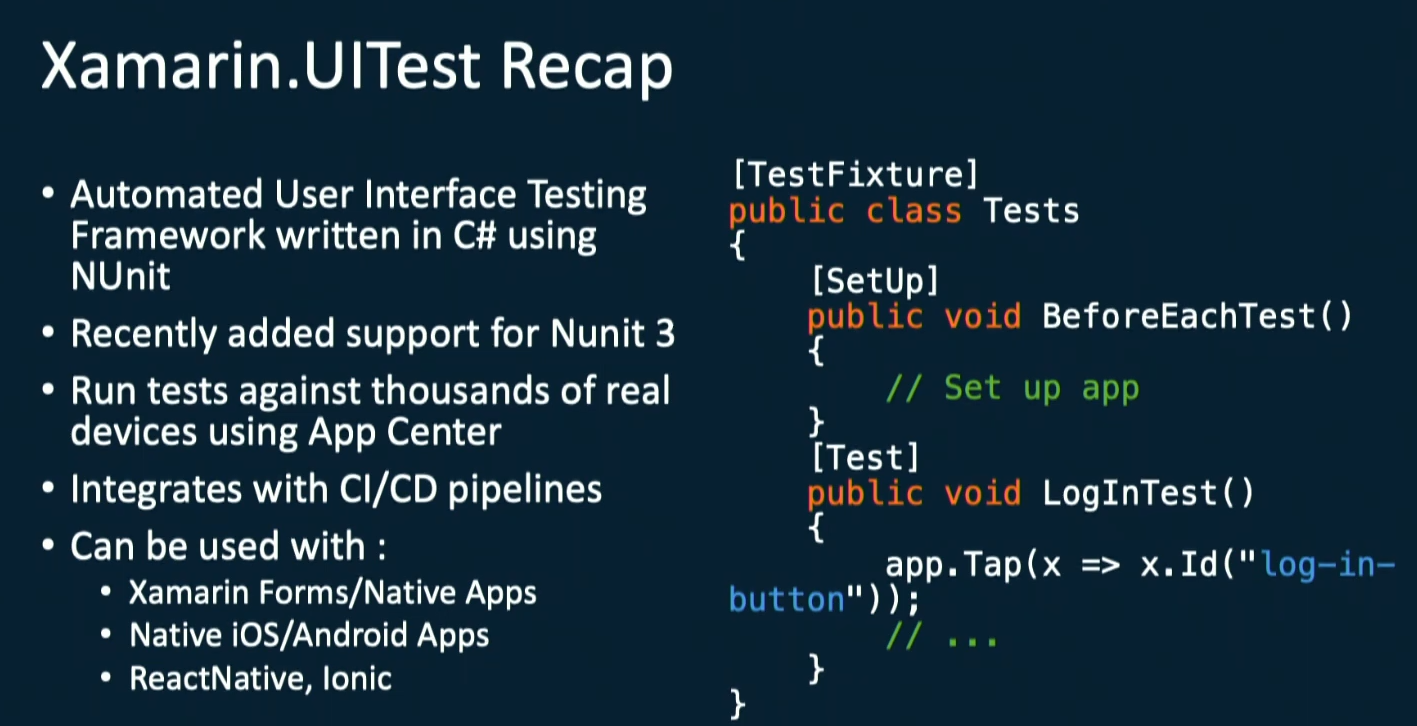 Xamarin.UITest Recap
• Automated User Interface Testing
Framework written in C# using
NUnit
• Recently added support for Nunit 3
• Run tests against thousands of real
devices using App Center
• Integrates with CI/CD pipelines
• Can be used with :
• Xamarin Forms/Native Apps
• Native iOS/Android Apps
• ReactNative, Ionic
[TestFixture]
public class Tests
{
[SetUp]
public void BeforeEachTest()
{
// Set up app
}
[Test]
public void LogInTest()
{
app.Tap(x => x.Id("log-in-
button"));
// ...
}
}